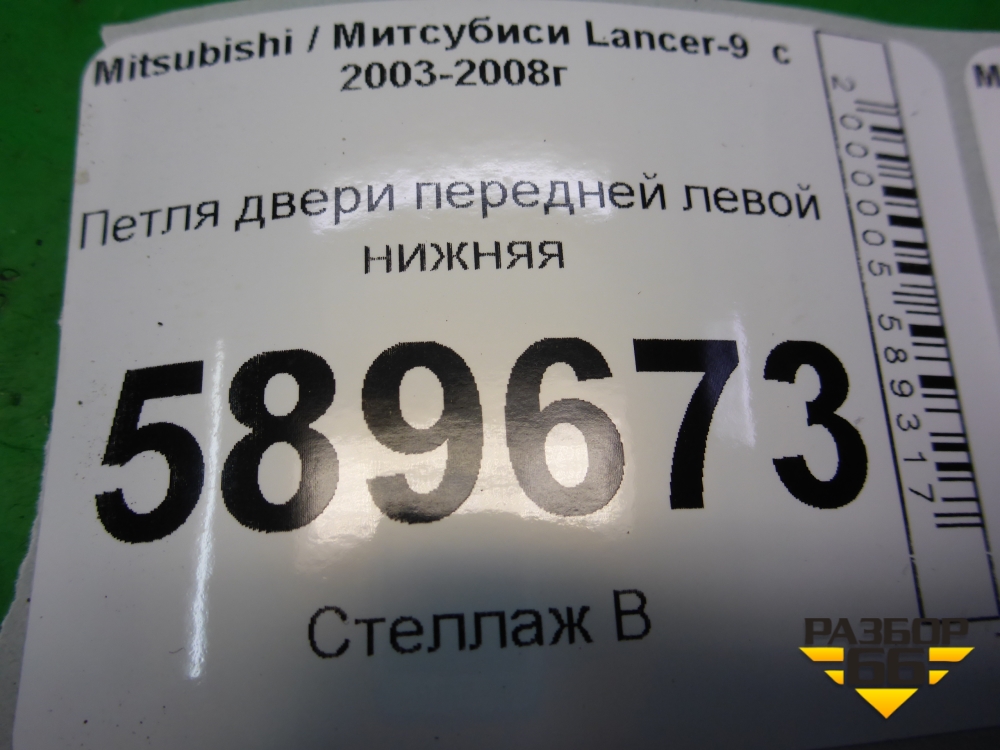 Mitsubishi / Митсубиси Lancer-9 с
2003-2008г
Петля двери передней левой
нижняя
589673
Стеллаж В
2000005589317
М
РАЗБОР
66